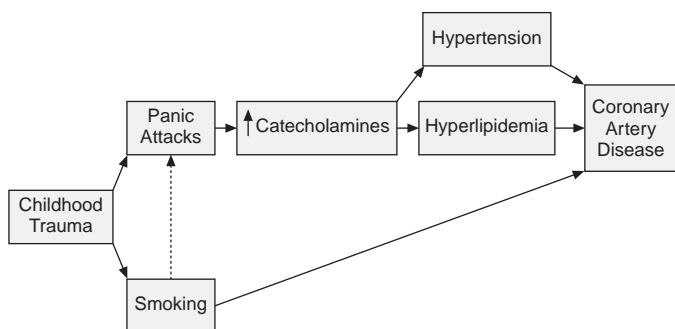 Hypertension
Panic
Attacks
Catecholamines
Hyperlipidemia
Coronary
Artery
Disease
Childhood
Trauma
Smoking